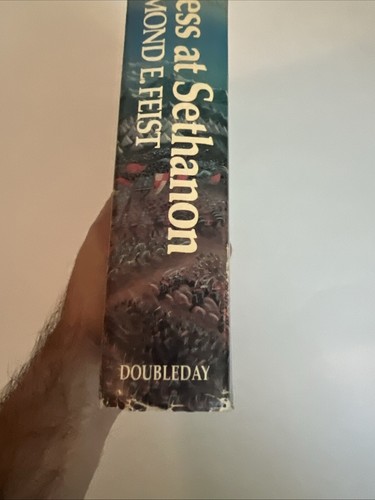 ess at Sethanon
MOND E. FEIST
DOUBLEDAY